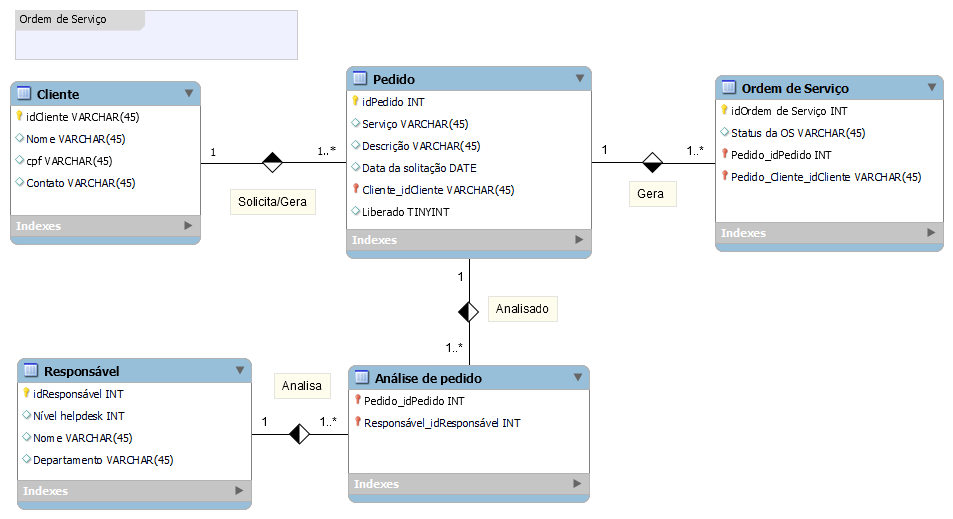 Ordem de Serviço
Cliente
idCliente VARCHAR(45)
Nome VARCHAR(45)
cpf VARCHAR(45)
Contato VARCHAR(45)
Indexes
1
1..*
Solicita/Gera
Pedido
idPedido INT
Serviço VARCHAR(45)
Descrição VARCHAR(45)
Data da solitação DATE
Cliente_idCliente VARCHAR(45)
Liberado TINYINT
Indexes
1
1..*
Gera
Ordem de Serviço
idOrdem de Serviço INT
Status da OS VARCHAR(45)
Pedido_idPedido INT
Pedido_Cliente_idCliente VARCHAR(45)
Indexes
1
Analisado
1..*
Responsável
idResponsável INT
Nível helpdesk INT
Nome VARCHAR(45)
Departamento VARCHAR(45)
Indexes
Analisa
1
1..*
Análise de pedido
Pedido_idPedido INT
Responsável_idResponsável INT
Indexes